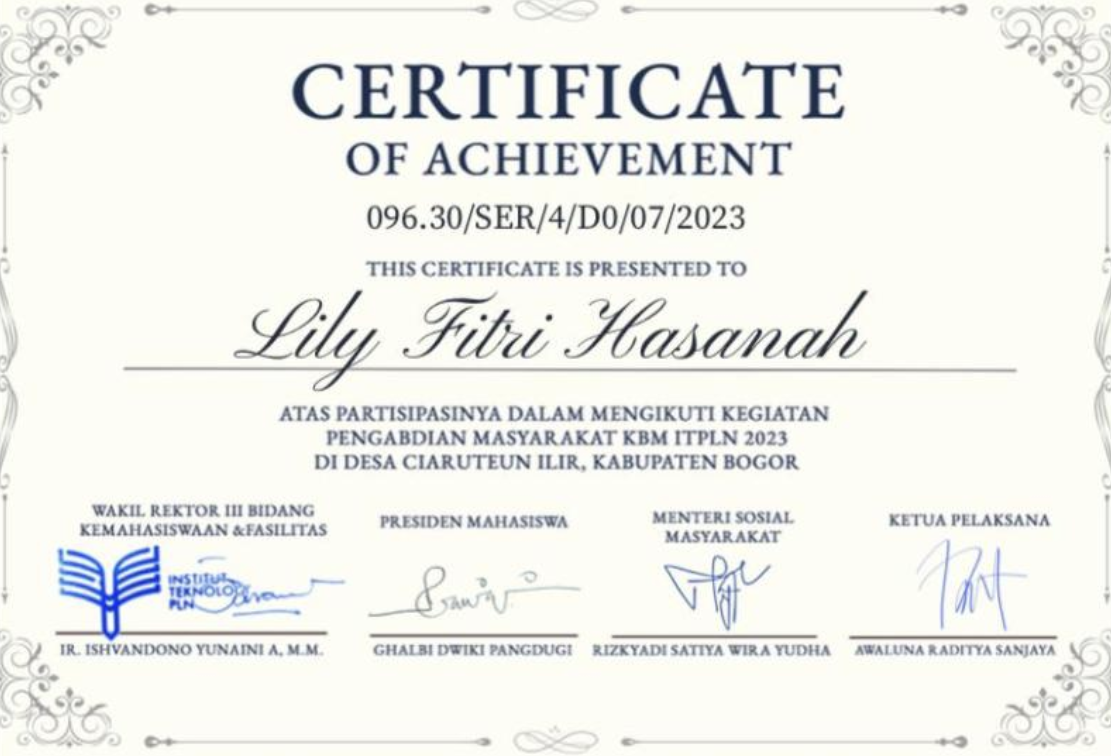 CERTIFICATE
OF ACHIEVEMENT
096.30/SER/4/D0/07/2023
THIS CERTIFICATE IS PRESENTED TO
Lily Fitri Hasanah
ATAS PARTISIPASINYA DALAM MENGIKUTI KEGIATAN
PENGABDIAN MASYARAKAT KBM ITPLN 2023
DI DESA CIARUTEUN ILIR, KABUPATEN BOGOR
WAKIL REKTOR III BIDANG
KEMAHASISWAAN &FASILITAS
INSTITUT
TEKNOLOGI
PLN
IR. ISHVANDONO YUNAINI A, M.M.
PRESIDEN MAHASISWA
GHALBI DWIKI PANGDUGI
MENTERI SOSIAL
MASYARAKAT
RIZKYADI SATIYA WIRA YUDHA
KETUA PELAKSANA
AWALUNA RADITYA SANJAYA